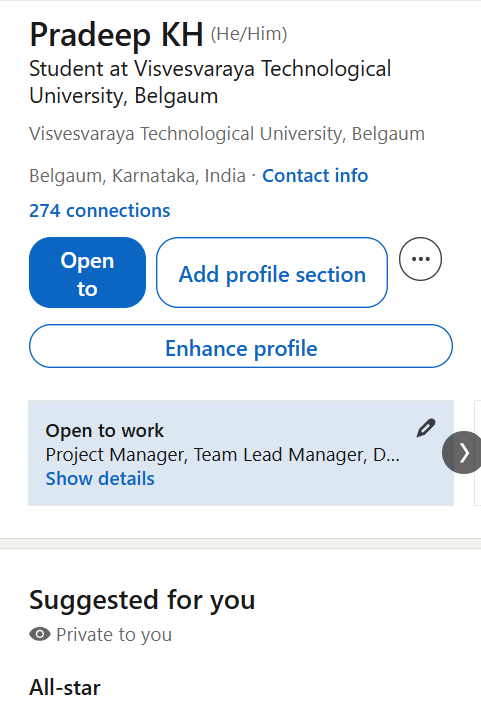 Pradeep KH (He/Him)
Student at Visvesvaraya Technological
University, Belgaum
Visvesvaraya Technological University, Belgaum
Belgaum, Karnataka, India · Contact info
274 connections
Open
to
Add profile section
Enhance profile
Open to work
Project Manager, Team Lead Manager, D...
Show details
Suggested for you
Private to you
All-star